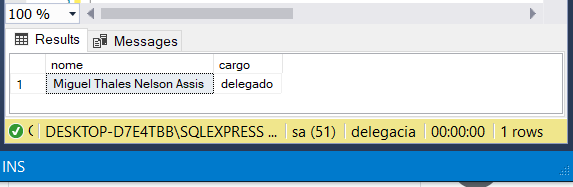 100 %
Results Messages
nome cargo
1 Miguel Thales Nelson Assis delegado
DESKTOP-D7E4TBB\SQLEXPRESS ... sa (51) delegacia 00:00:00 1 rows
INS